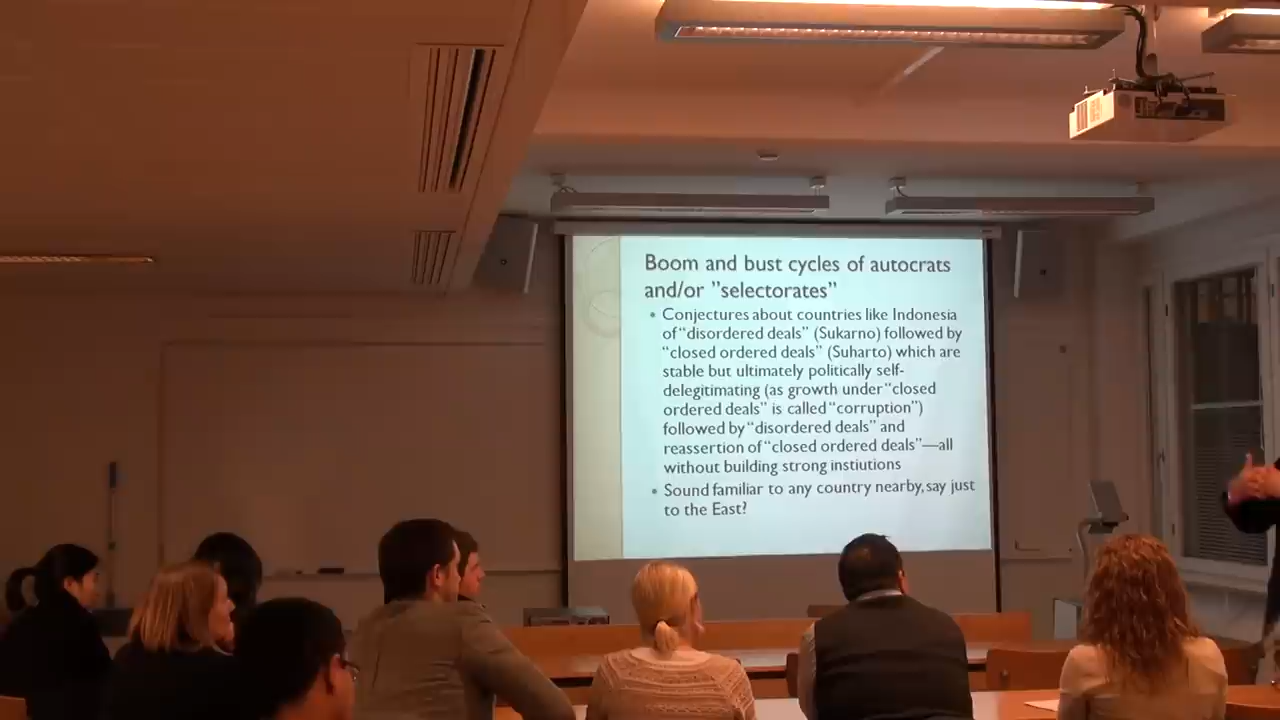 Boom and bust cycles of autocrats
and/or ”selectorates”
• Conjectures about countries like Indonesia
of “disordered deals” (Sukarno) followed by
“closed ordered deals” (Suharto) which are
stable but ultimately politically self-
delegitimating (as growth under “closed
ordered deals” is called “corruption”)
followed by “disordered deals” and
reassertion of “closed ordered deals”—all
without building strong instiutions
• Sound familiar to any country nearby, say just
to the East?